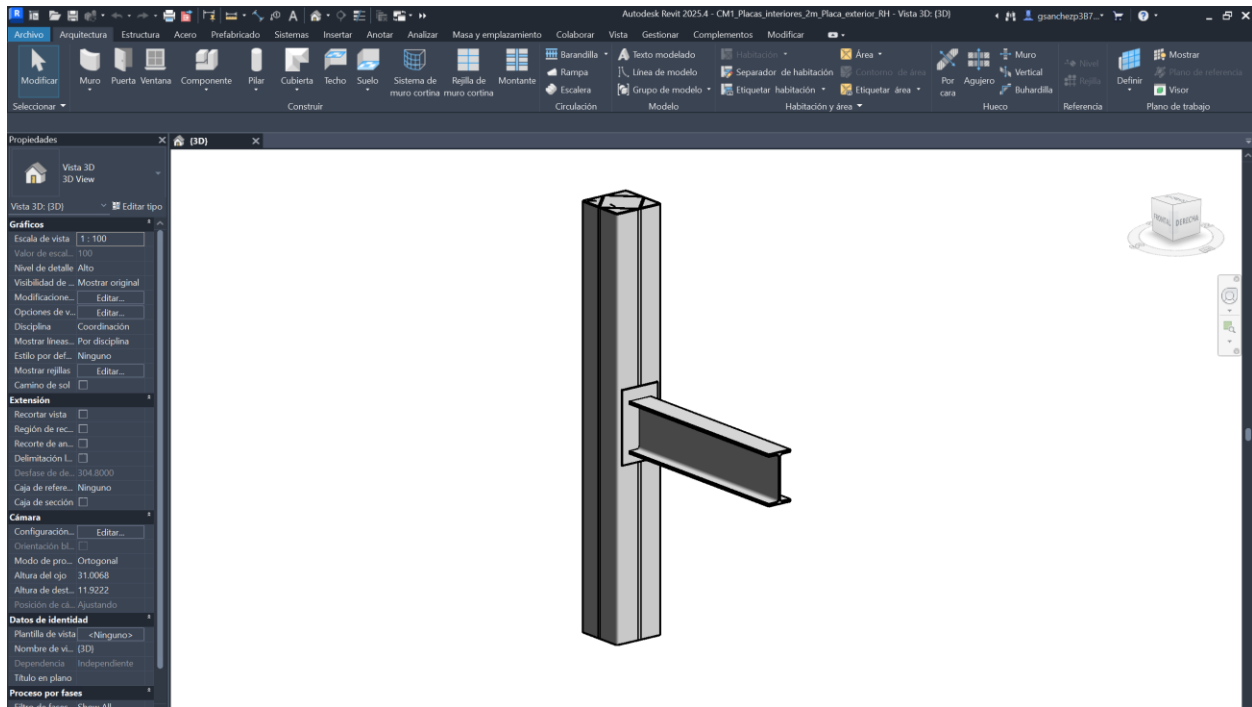 Autodesk Revit 2025.4 - CM1_Placas_interiores_2m_Placa_exterior_RH - Vista 3D: {3D}
gsanchezp3B7...
Archivo Arquitectura Estructura Acero Prefabricado Sistemas Insertar Anotar Analizar Masa y emplazamiento Colaborar Vista Gestionar Complementos Modificar
Modificar
Muro
Puerta
Ventana
Componente
Pilar
Cubierta
Techo
Suelo
Sistema de
muro cortina
Rejilla de
muro cortina
Montante
Barandilla
Rampa
Escalera
Texto modelado
Línea de modelo
Grupo de modelo
Habitación
Separador de habitación
Etiquetar habitación
Área
Contorno de área
Etiquetar área
Por
cara
Agujero
Muro
Vertical
Buhardilla
Nivel
Rejilla
Definir
Mostrar
Plano de referencia
Visor
Seleccionar
Construir
Circulación
Modelo
Habitación y área
Hueco
Referencia
Plano de trabajo
Propiedades
{3D}
Vista 3D
3D View
Vista 3D: {3D}
Editar tipo
Gráficos
Escala de vista 1 : 100
Valor de escal... 100
Nivel de detalle Alto
Visibilidad de ... Mostrar original
Modificacione... Editar...
Opciones de v... Editar...
Disciplina Coordinación
Mostrar líneas... Por disciplina
Estilo por def... Ninguno
Mostrar rejillas Editar...
Camino de sol
Extensión
Recortar vista
Región de rec...
Recorte de an...
Delimitación l...
Desfase de de... 304.8000
Caja de refere... Ninguno
Caja de sección
Cámara
Configuración... Editar...
Orientación bl...
Modo de pro... Ortogonal
Altura del ojo 31.0068
Altura de dest... 11.9222
Posición de cá... Ajustando
Datos de identidad
Plantilla de vista <Ninguno>
Nombre de vi... {3D}
Dependencia Independiente
Título en plano
Proceso por fases
FRONTAL
DERECHA